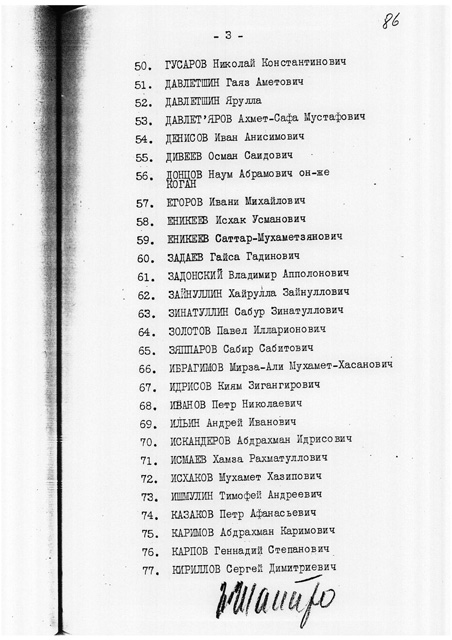 86
- 3 -
50. ГУСАРОВ Николай Константинович
51. ДАВЛЕТШИН Гаяз Аметович
52. ДАВЛЕТШИН Ярулла
53. ДАВЛЕТ'ЯРОВ Ахмет-Сафа Мустафович
54. ДЕНИСОВ Иван Анисимович
55. ДИВЕЕВ Осман Саидович
56. ДОНЦОВ Наум Абрамович он-же
КОГАН
57. ЕГОРОВ Ивани Михайлович
58. ЕНИКЕЕВ Исхак Усманович
59. ЕНИКЕЕВ Саттар-Мухаметзянович
60. ЗАДАЕВ Гайса Гадинович
61. ЗАДОНСКИЙ Владимир Апполонович
62. ЗАЙНУЛЛИН Хайрулла Зайнуллович
63. ЗИНАТУЛЛИН Сабур Зинатуллович
64. ЗОЛОТОВ Павел Илларионович
65. ЗЯППАРОВ Сабир Сабитович
66. ИБРАГИМОВ Мирза-Али Мухамет-Хасанович
67. ИДРИСОВ Киям Зигангирович
68. ИВАНОВ Петр Николаевич
69. ИЛЬИН Андрей Иванович
70. ИСКАНДЕРОВ Абдрахман Идрисович
71. ИСМАЕВ Хамза Рахматуллович
72. ИСХАКОВ Мухамет Хазипович
73. ИШМУЛИН Тимофей Андреевич
74. КАЗАКОВ Петр Афанасьевич
75. КАРИМОВ Абдрахман Каримович
76. КАРПОВ Геннадий Степанович
77. КИРИЛЛОВ Сергей Димитриевич